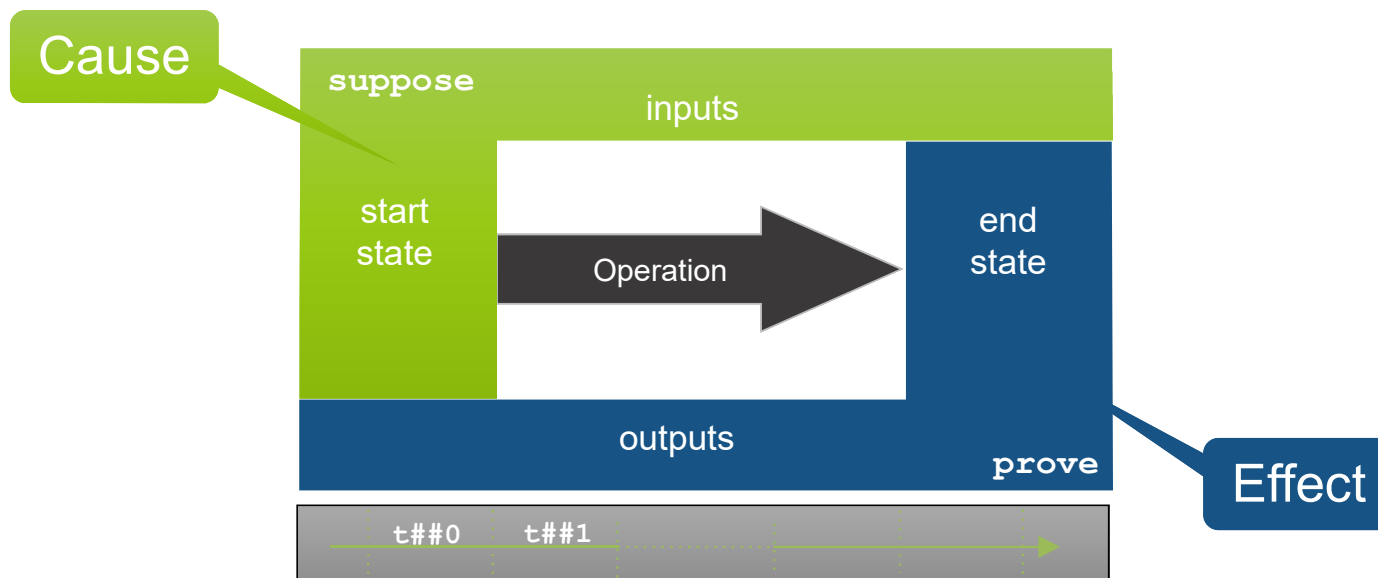 Cause
suppose
inputs
start
state
Operation
end
state
outputs
prove
Effect
t##0
t##1